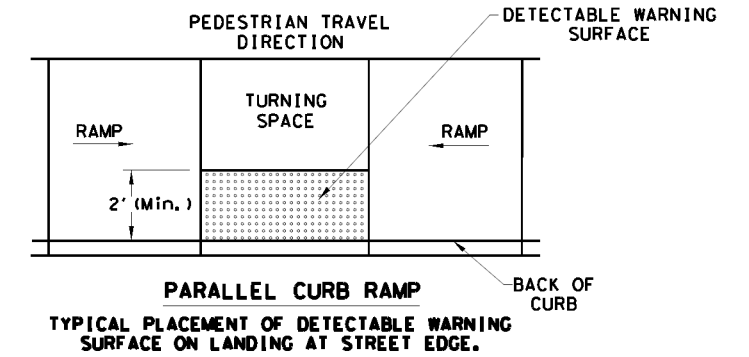 PEDESTRIAN TRAVEL
DIRECTION
DETECTABLE WARNING
SURFACE
TURNING
SPACE
RAMP
RAMP
2' (Min.)
BACK OF
CURB
PARALLEL CURB RAMP
TYPICAL PLACEMENT OF DETECTABLE WARNING
SURFACE ON LANDING AT STREET EDGE.